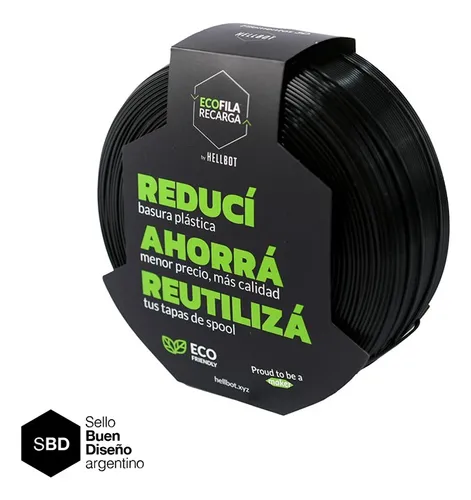 HELLBOT
ECOFILA
RECARGA
by HELLBOT
REDUCÍ
basura plástica
AHORRÁ
menor precio, más calidad
REUTILIZÁ
tus tapas de spool
ECO
FRIENDLY
Proud to be a
maker
hellbot.xyz
SBD
Sello
Buen
Diseño
argentino